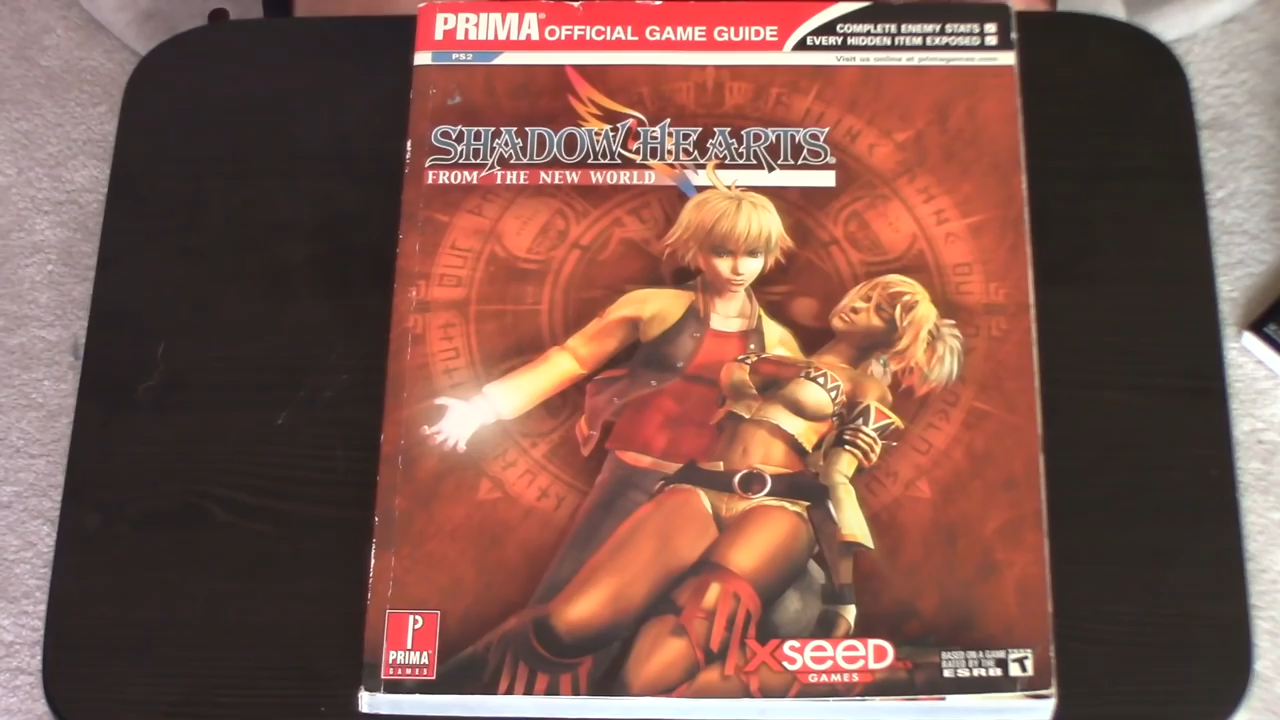 PRIMA® OFFICIAL GAME GUIDE
COMPLETE ENEMY STATS
EVERY HIDDEN ITEM EXPOSED
PS2
Visit us online at primagames.com
SHADOW HEARTS®
FROM THE NEW WORLD
PRIMA®
GAMES
XSEED
GAMES
BASED ON A GAME
RATED BY THE
ESRB
T